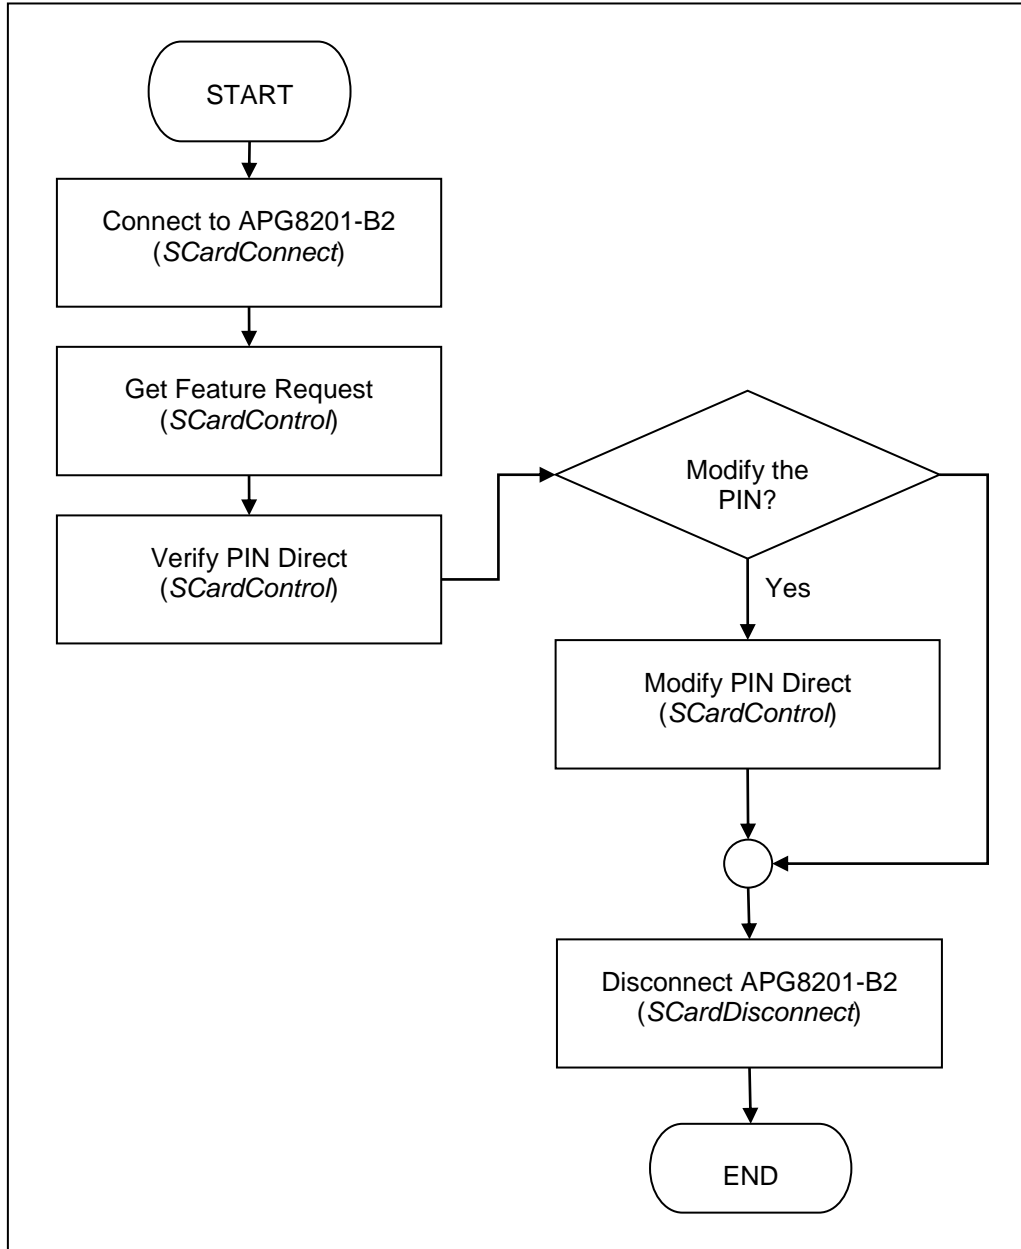 START
Connect to APG8201-B2
(SCardConnect)
Get Feature Request
(SCardControl)
Verify PIN Direct
(SCardControl)
Modify the
PIN?
Yes
Modify PIN Direct
(SCardControl)
Disconnect APG8201-B2
(SCardDisconnect)
END